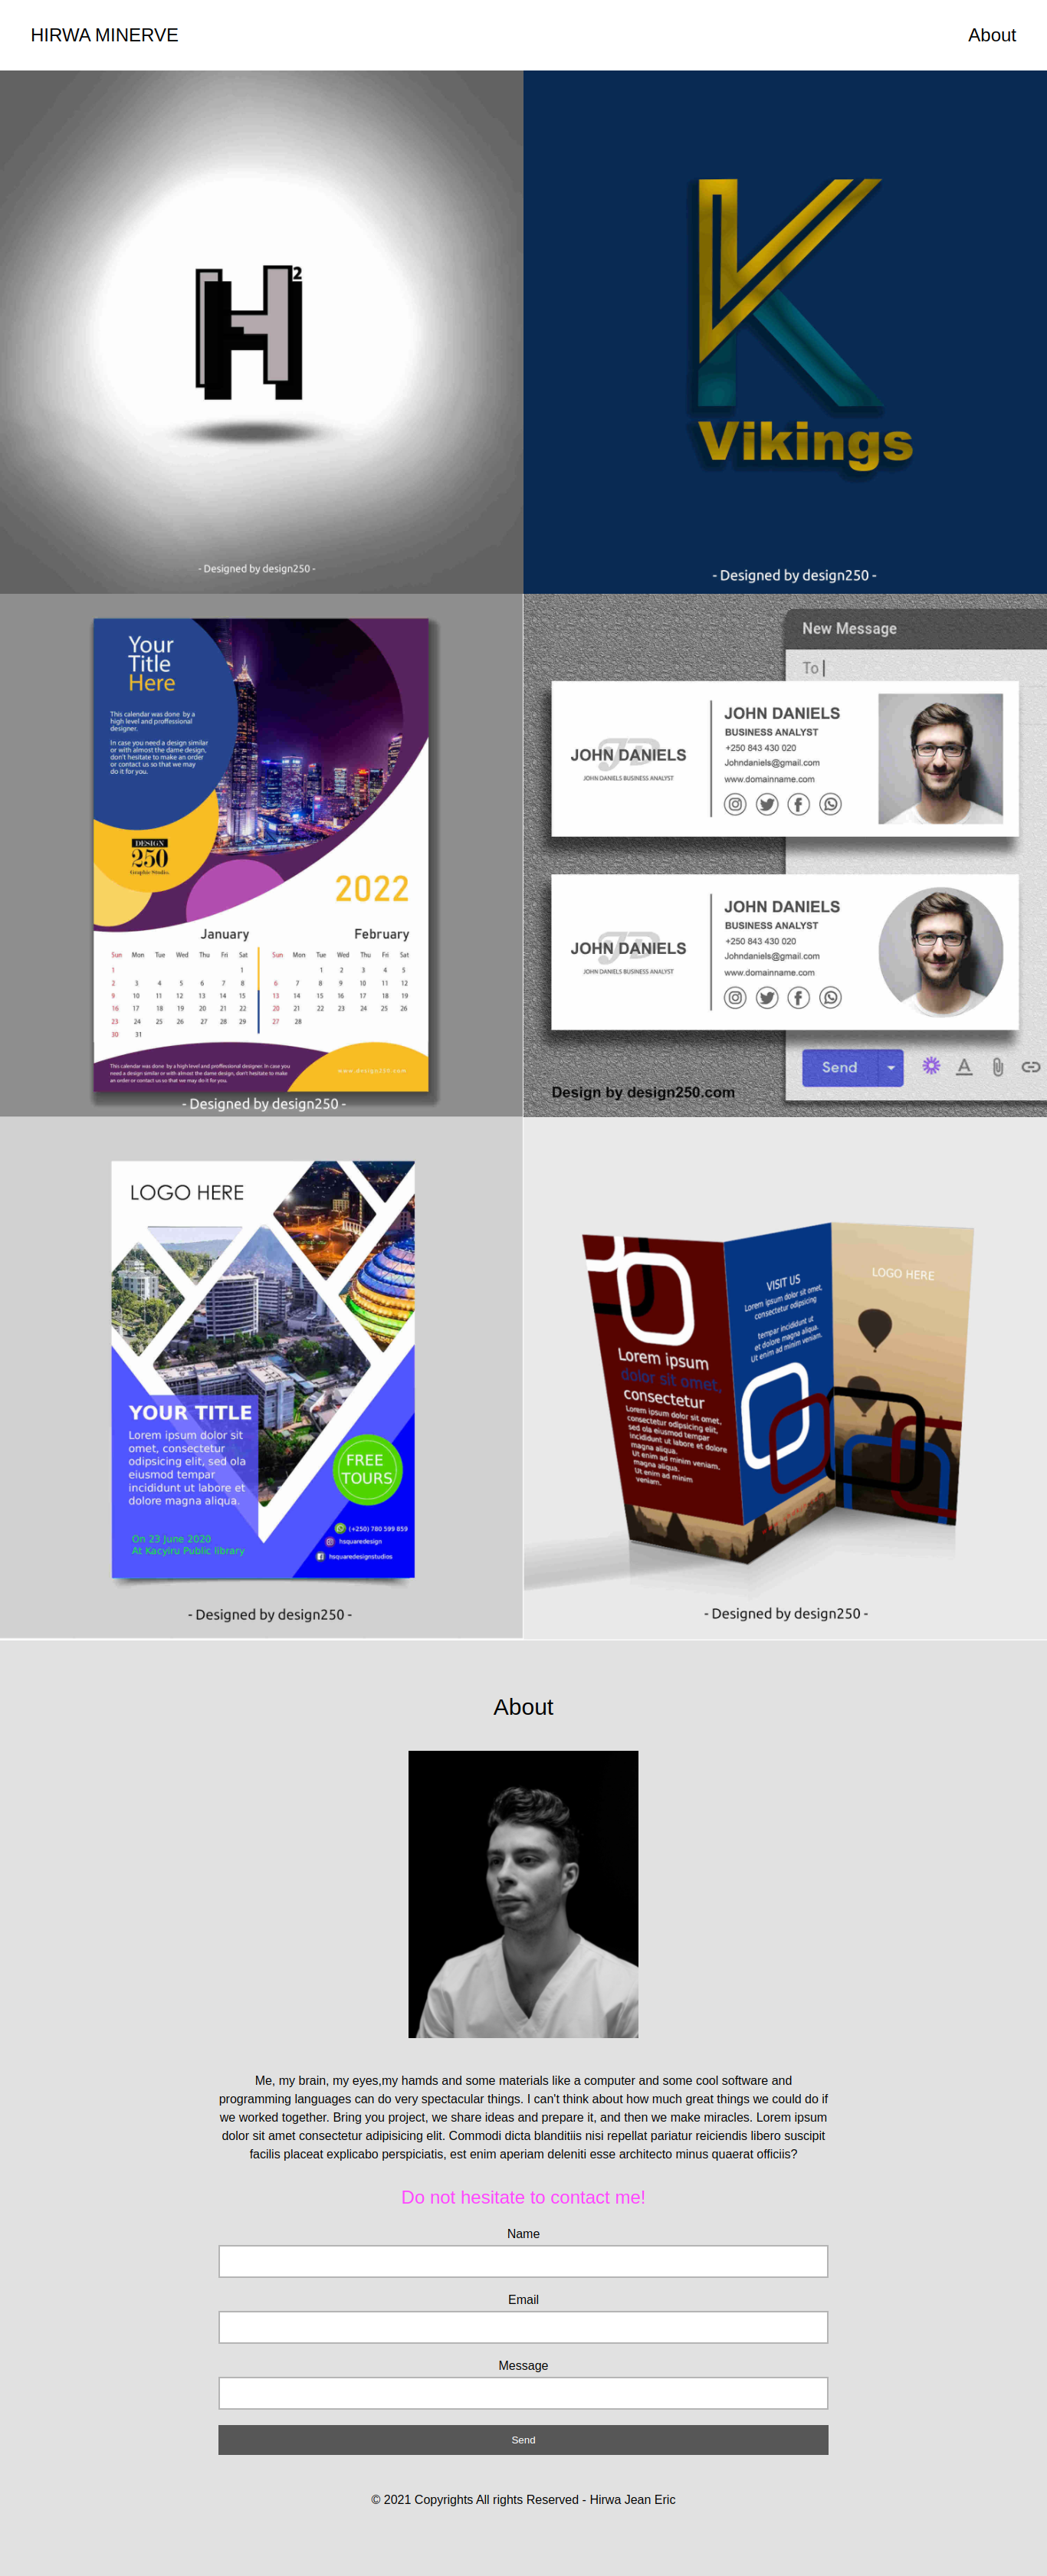 HIRWA MINERVE
About
H
2
- Designed by design250 -
K
Vikings
- Designed by design250 -
Your
Title
Here
This calendar was done by a
high level and proffessional
designer.
In case you need a design similar
or with almost the dame design,
don't hesitate to make an order
or contact us so that we may
do it for you.
DESIGN
250
Graphic Studio.
2022
January
February
Sun Mon Tue Wed Thu Fri Sat
1
1
2 3 4 5 6 7 8
9 10 11 12 13 14 15
16 17 18 19 20 21 22
23 24 25 26 27 28 29
30 31
Sun Mon Tue Wed Thu Fri Sat
1 2 3 4 5
6 7 8 9 10 11 12
13 14 15 16 17 18 19
20 21 22 23 24 25 26
27 28
This calendar was done by a high level and proffessional designer. In case you
need a design similar or with almost the dame design, don't hesitate to make
an order or contact us so that we may do it for you.
www.design250.com
- Designed by design250 -
New Message
To
JD
JOHN DANIELS
JOHN DANIELS BUSINESS ANALYST
JOHN DANIELS
BUSINESS ANALYST
+250 843 430 020
Johndaniels@gmail.com
www.domainname.com
JD
JOHN DANIELS
JOHN DANIELS BUSINESS ANALYST
JOHN DANIELS
BUSINESS ANALYST
+250 843 430 020
Johndaniels@gmail.com
www.domainname.com
Send
Design by design250.com
LOGO HERE
YOUR TITLE
Lorem ipsum dolor sit
omet, consectetur
odipisicing elit, sed ola
eiusmod tempar
incididunt ut labore et
dolore magna aliqua.
FREE
TOURS
On 23 June 2020
At Kacyiru Public library
(+250) 780 599 859
hsquaredesign
hsquaredesignstudios
- Designed by design250 -
Lorem ipsum
dolor sit omet,
consectetur
Lorem ipsum dolor sit omet,
consectetur odipisicing elit,
sed ola eiusmod tempar
incididunt ut labore et dolore
magna aliqua.
Ut enim ad minim veniam.
magna aliqua.
Ut enim ad minim
veniam.
VISIT US
Lorem ipsum dolor sit omet,
consectetur odipisicing
tempar incididunt ut
et dolore magna aliqua.
Ut enim ad minim veniam.
LOGO HERE
- Designed by design250 -
About
Me, my brain, my eyes,my hamds and some materials like a computer and some cool software and
programming languages can do very spectacular things. I can't think about how much great things we could do if
we worked together. Bring you project, we share ideas and prepare it, and then we make miracles. Lorem ipsum
dolor sit amet consectetur adipisicing elit. Commodi dicta blanditiis nisi repellat pariatur reiciendis libero suscipit
facilis placeat explicabo perspiciatis, est enim aperiam deleniti esse architecto minus quaerat officiis?
Do not hesitate to contact me!
Name
Email
Message
Send
© 2021 Copyrights All rights Reserved - Hirwa Jean Eric